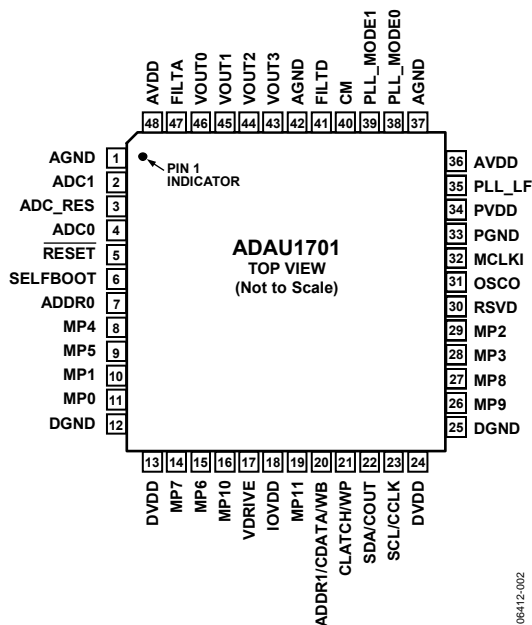 AVDD
FILTA
VOUT0
VOUT1
VOUT2
VOUT3
AGND
FILTD
CM
PLL_MODE1
PLL_MODE0
AGND
48 47 46 45 44 43 42 41 40 39 38 37
AGND 1
ADC1 2
ADC_RES 3
ADC0 4
RESET 5
SELFBOOT 6
ADDR0 7
MP4 8
MP5 9
MP1 10
MP0 11
DGND 12
PIN 1
INDICATOR
ADAU1701
TOP VIEW
(Not to Scale)
36 AVDD
35 PLL_LF
34 PVDD
33 PGND
32 MCLKI
31 OSCO
30 RSVD
29 MP2
28 MP3
27 MP8
26 MP9
25 DGND
13 14 15 16 17 18 19 20 21 22 23 24
DVDD
MP7
MP6
MP10
VDRIVE
IOVDD
MP11
ADDR1/CDATA/WB
CLATCH/WP
SDA/COUT
SCL/CCLK
DVDD
06412-002